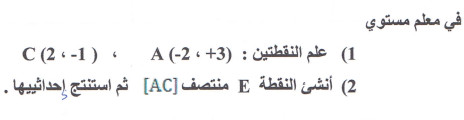 في معلم مستوي
1) علم النقطتين : A (-2 ، +3) ، C (2 ، -1 )
2) أنشئ النقطة E منتصف [AC] ثم استنتج إحداثييها .